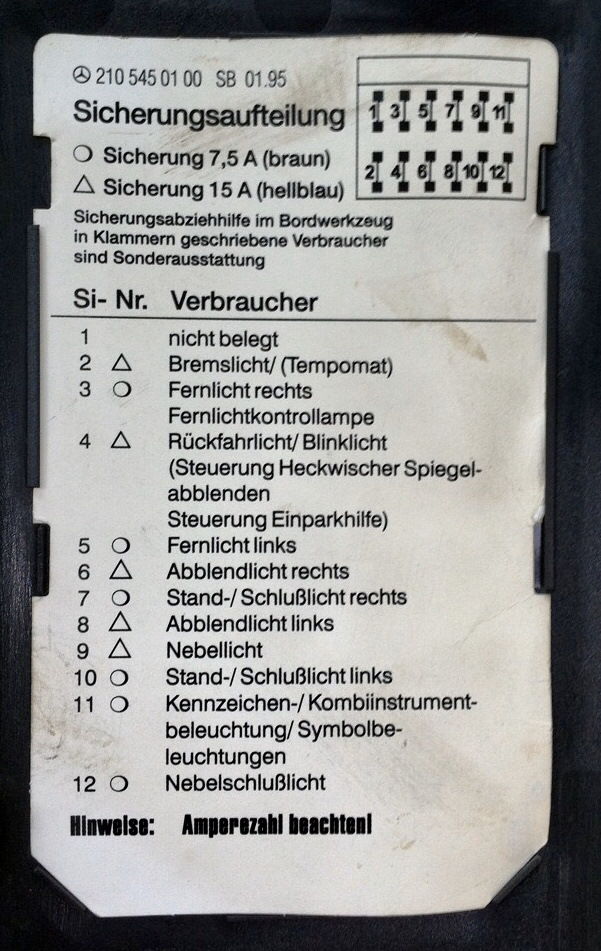 210 545 01 00 SB 01.95
Sicherungsaufteilung
○ Sicherung 7,5 A (braun)
△ Sicherung 15 A (hellblau)
1 3 5 7 9 11
2 4 6 8 10 12
Sicherungsabziehhilfe im Bordwerkzeug
in Klammern geschriebene Verbraucher
sind Sonderausstattung
Si- Nr. Verbraucher
1 nicht belegt
2 △ Bremslicht/ (Tempomat)
3 ○ Fernlicht rechts
Fernlichtkontrollampe
4 △ Rückfahrlicht/ Blinklicht
(Steuerung Heckwischer Spiegel-
abblenden
Steuerung Einparkhilfe)
5 ○ Fernlicht links
6 △ Abblendlicht rechts
7 ○ Stand-/ Schlußlicht rechts
8 △ Abblendlicht links
9 △ Nebellicht
10 ○ Stand-/ Schlußlicht links
11 ○ Kennzeichen-/ Kombiinstrument-
beleuchtung/ Symbolbe-
leuchtungen
12 ○ Nebelschlußlicht
Hinweise: Amperezahl beachten!